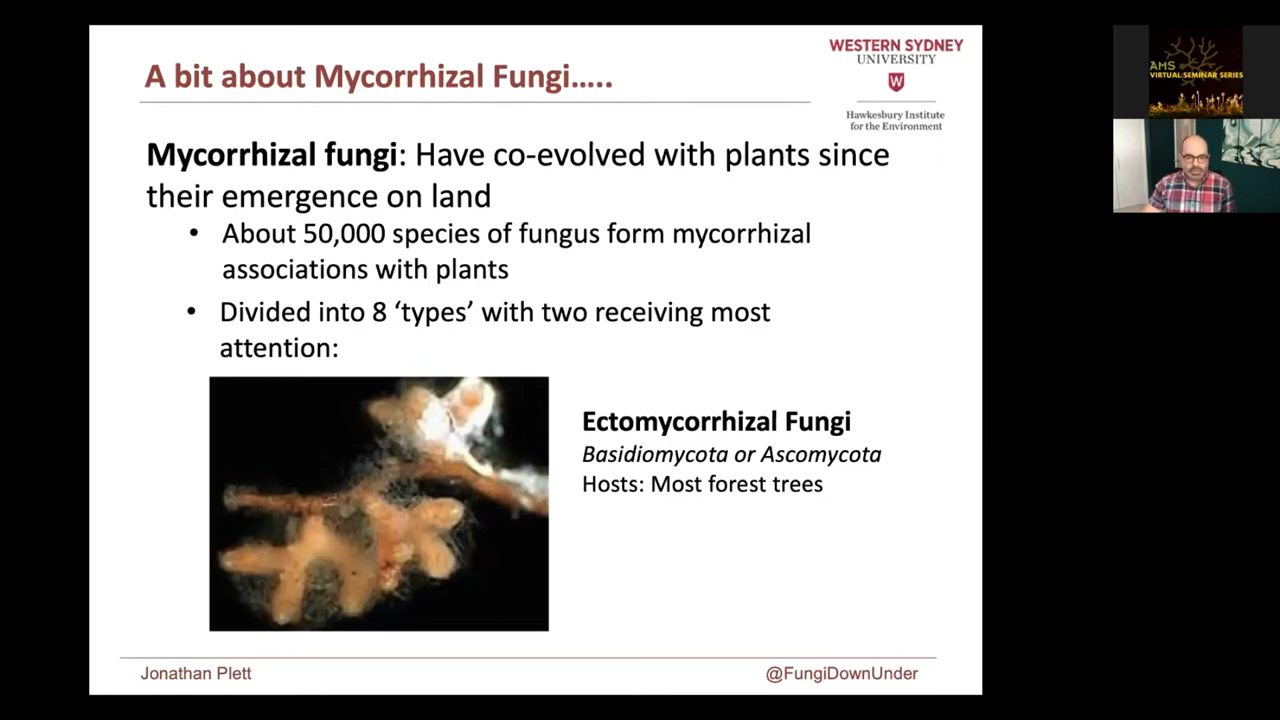 A bit about Mycorrhizal Fungi.....
WESTERN SYDNEY
UNIVERSITY
W
Hawkesbury Institute
for the Environment
Mycorrhizal fungi: Have co-evolved with plants since
their emergence on land
• About 50,000 species of fungus form mycorrhizal
associations with plants
• Divided into 8 ‘types’ with two receiving most
attention:
Ectomycorrhizal Fungi
Basidiomycota or Ascomycota
Hosts: Most forest trees
Jonathan Plett
@FungiDownUnder
AMS
VIRTUAL SEMINAR SERIES